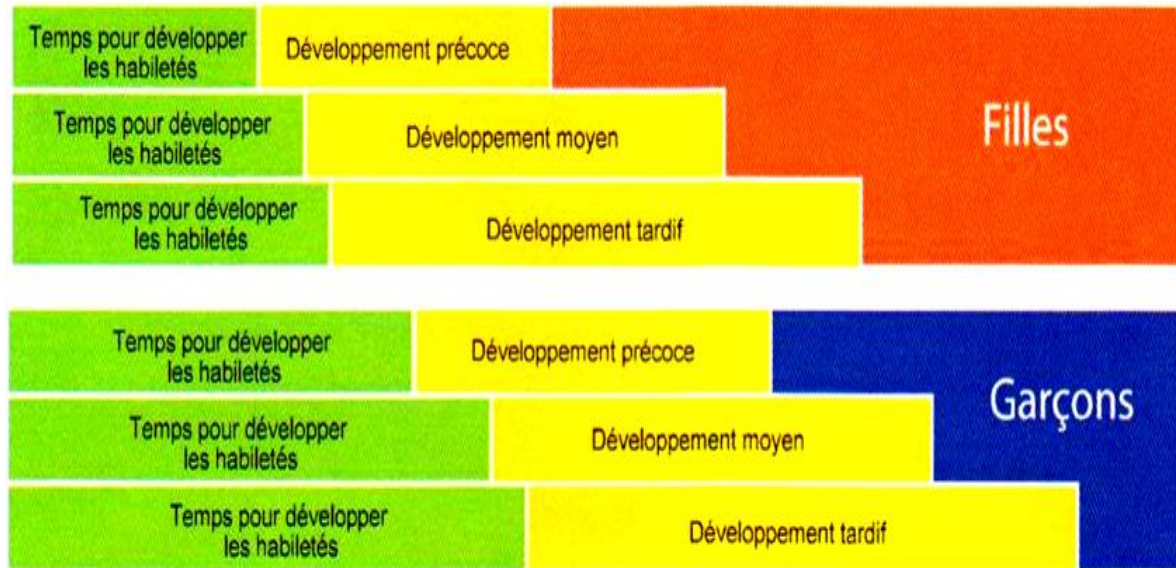 Temps pour développer
les habiletés
Développement précoce
Temps pour développer
les habiletés
Développement moyen
Filles
Temps pour développer
les habiletés
Développement tardif
Temps pour développer
les habiletés
Développement précoce
Garçons
Temps pour développer
les habiletés
Développement moyen
Temps pour développer
les habiletés
Développement tardif